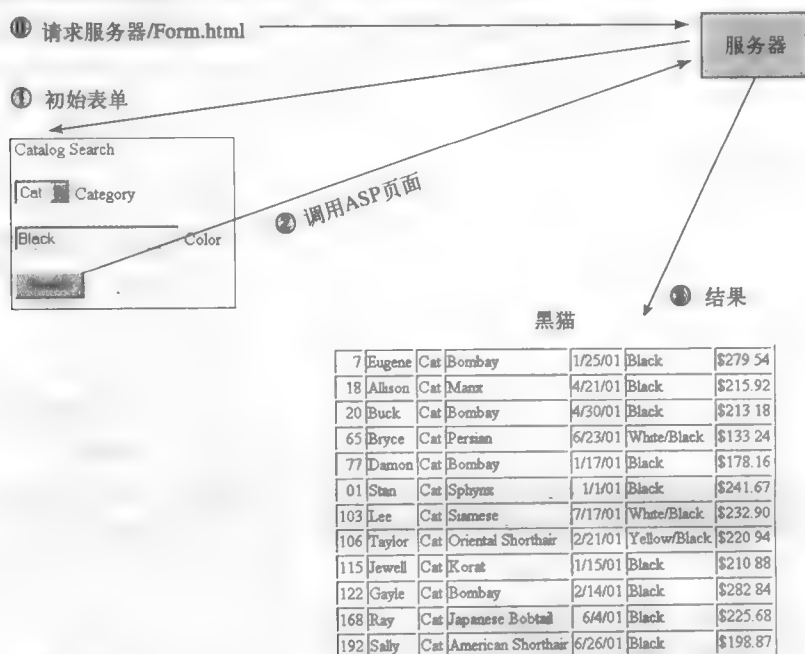 ⓪ 请求服务器/Form.html
服务器
① 初始表单
Catalog Search
Cat Category
Black Color
② 调用ASP页面
③ 结果
黑猫
7 Eugene Cat Bombay 1/25/01 Black $279 54
18 Allison Cat Manx 4/21/01 Black $215.92
20 Buck Cat Bombay 4/30/01 Black $213 18
65 Bryce Cat Persian 6/23/01 White/Black $133 24
77 Damon Cat Bombay 1/17/01 Black $178.16
01 Stan Cat Sphynx 1/1/01 Black $241.67
103 Lee Cat Siamese 7/17/01 White/Black $232.90
106 Taylor Cat Oriental Shorthair 2/21/01 Yellow/Black $220 94
115 Jewell Cat Korat 1/15/01 Black $210 88
122 Gayle Cat Bombay 2/14/01 Black $282 84
168 Ray Cat Japanese Bobtail 6/4/01 Black $225.68
192 Sally Cat American Shorthair 6/26/01 Black $198.87